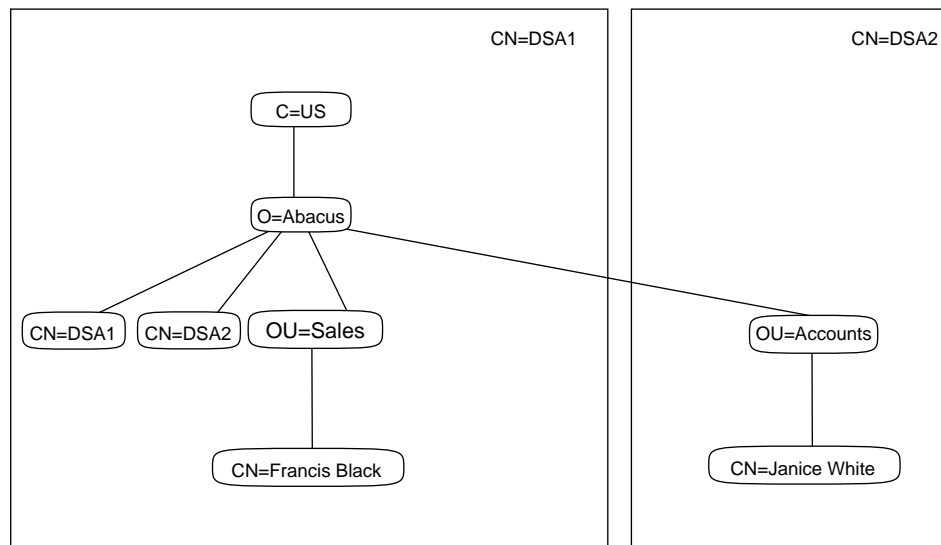 CN=DSA1
CN=DSA2
C=US
O=Abacus
CN=DSA1
CN=DSA2
OU=Sales
OU=Accounts
CN=Francis Black
CN=Janice White